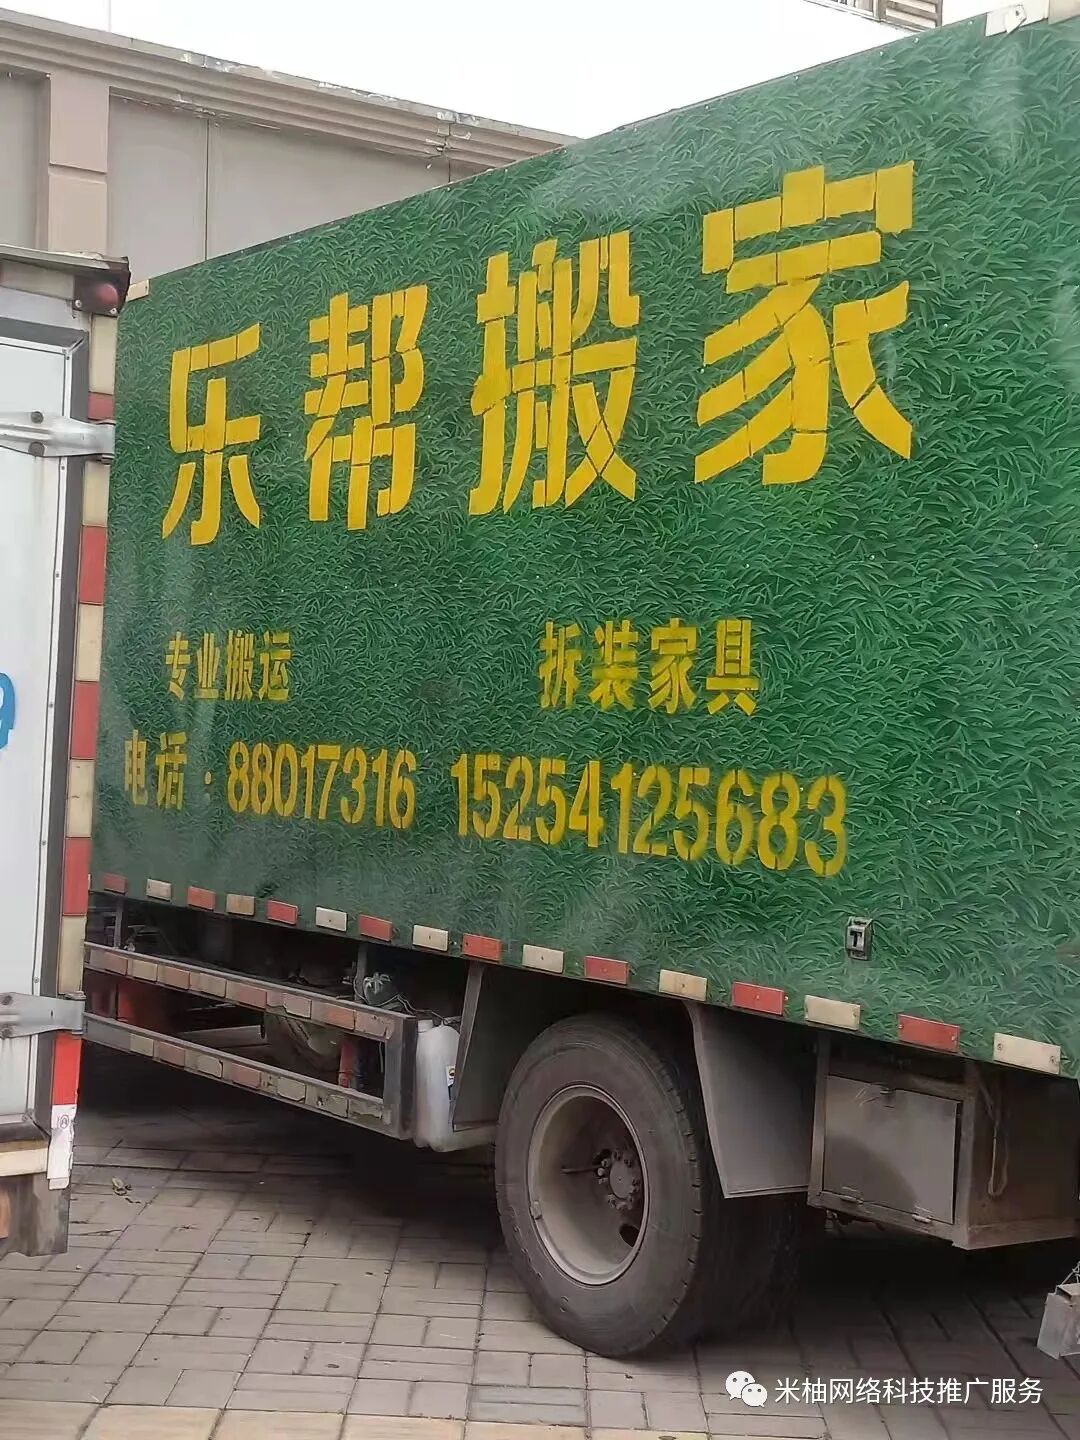 乐帮搬家
专业搬运 拆装家具
电话：88017316 15254125683
米柚网络科技推广服务